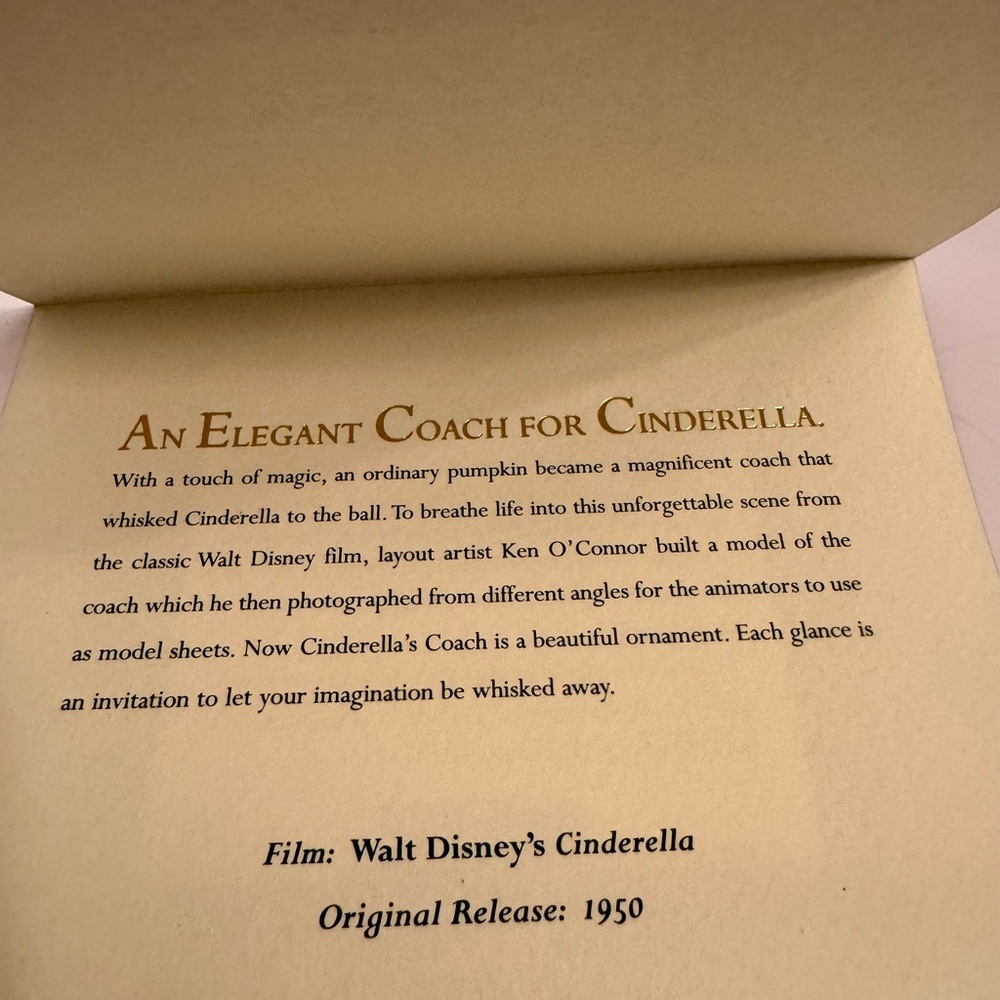 AN ELEGANT COACH FOR CINDERELLA.
With a touch of magic, an ordinary pumpkin became a magnificent coach that
whisked Cinderella to the ball. To breathe life into this unforgettable scene from
the classic Walt Disney film, layout artist Ken O'Connor built a model of the
coach which he then photographed from different angles for the animators to use
as model sheets. Now Cinderella's Coach is a beautiful ornament. Each glance is
an invitation to let your imagination be whisked away.
Film: Walt Disney's Cinderella
Original Release: 1950